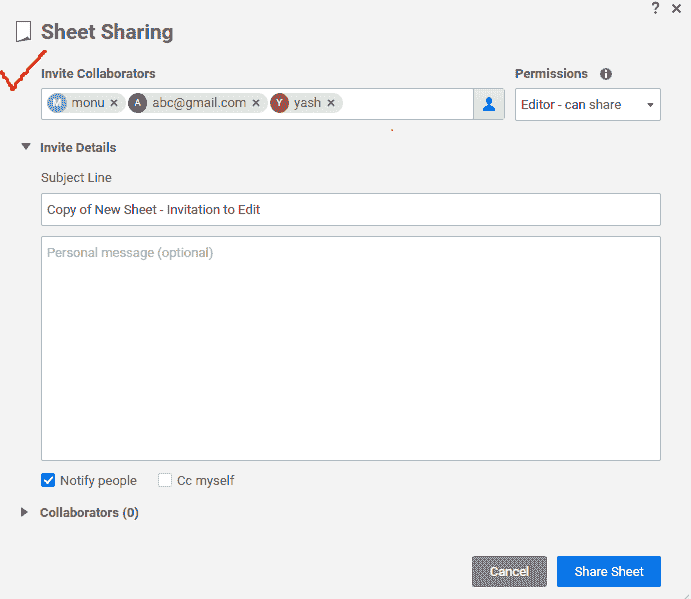 ?
Sheet Sharing
Invite Collaborators
Permissions
M monu A abc@gmail.com Y yash
Editor - can share
Invite Details
Subject Line
Copy of New Sheet - Invitation to Edit
Personal message (optional)
Notify people Cc myself
Collaborators (0)
Cancel Share Sheet